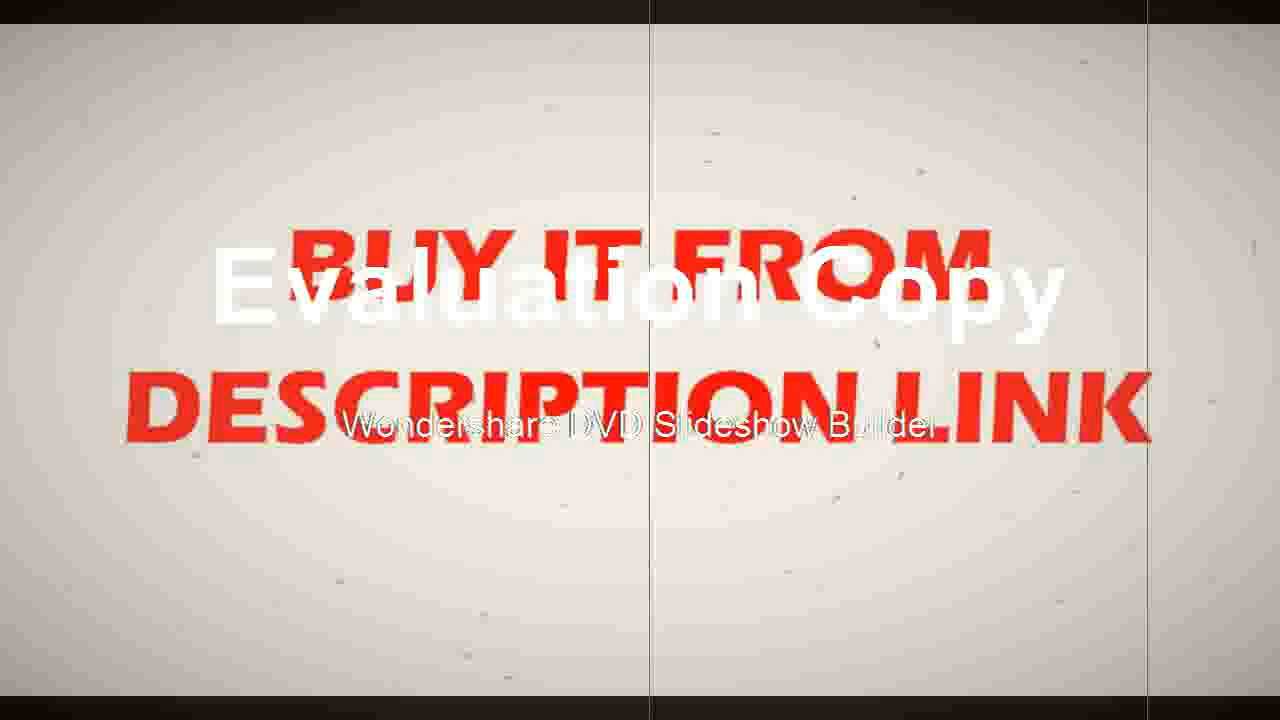 BUY IT FROM
Evaluation Copy
DESCRIPTION LINK
Wondershare DVD Slideshow Builder